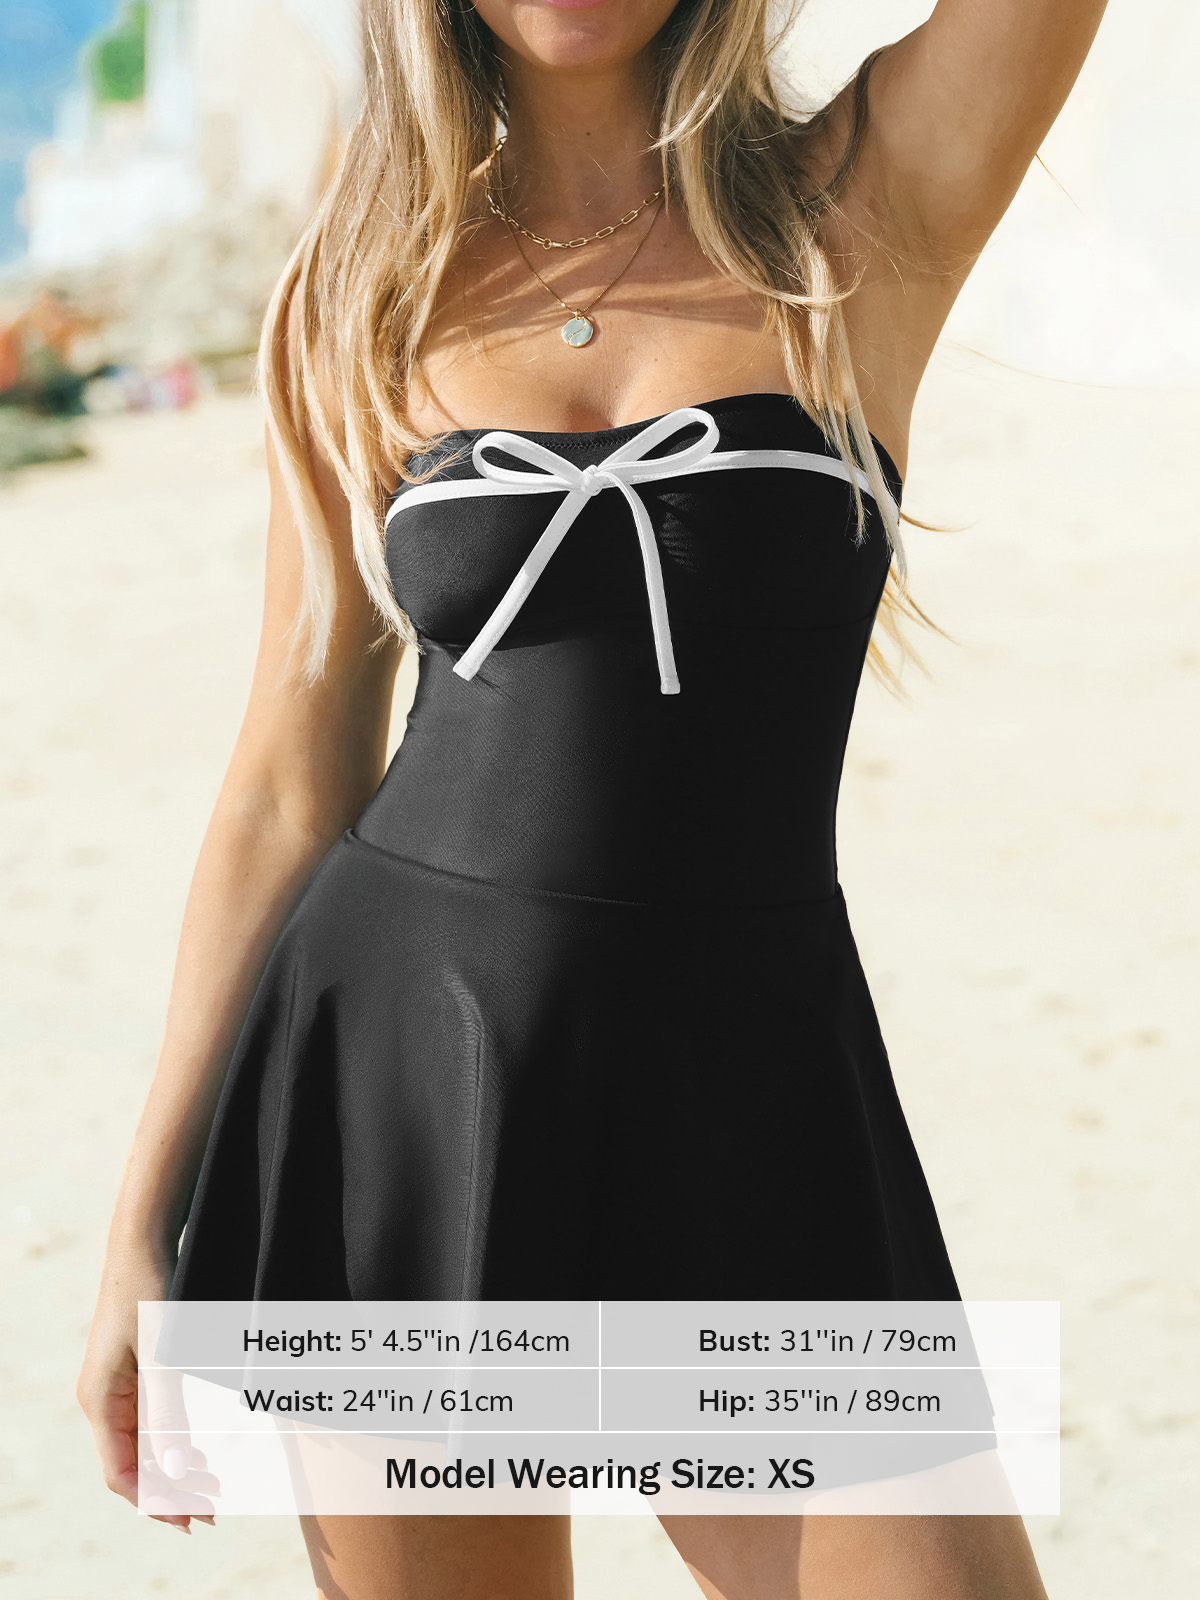 Height: 5' 4.5''in /164cm
Bust: 31''in / 79cm
Waist: 24''in / 61cm
Hip: 35''in / 89cm
Model Wearing Size: XS